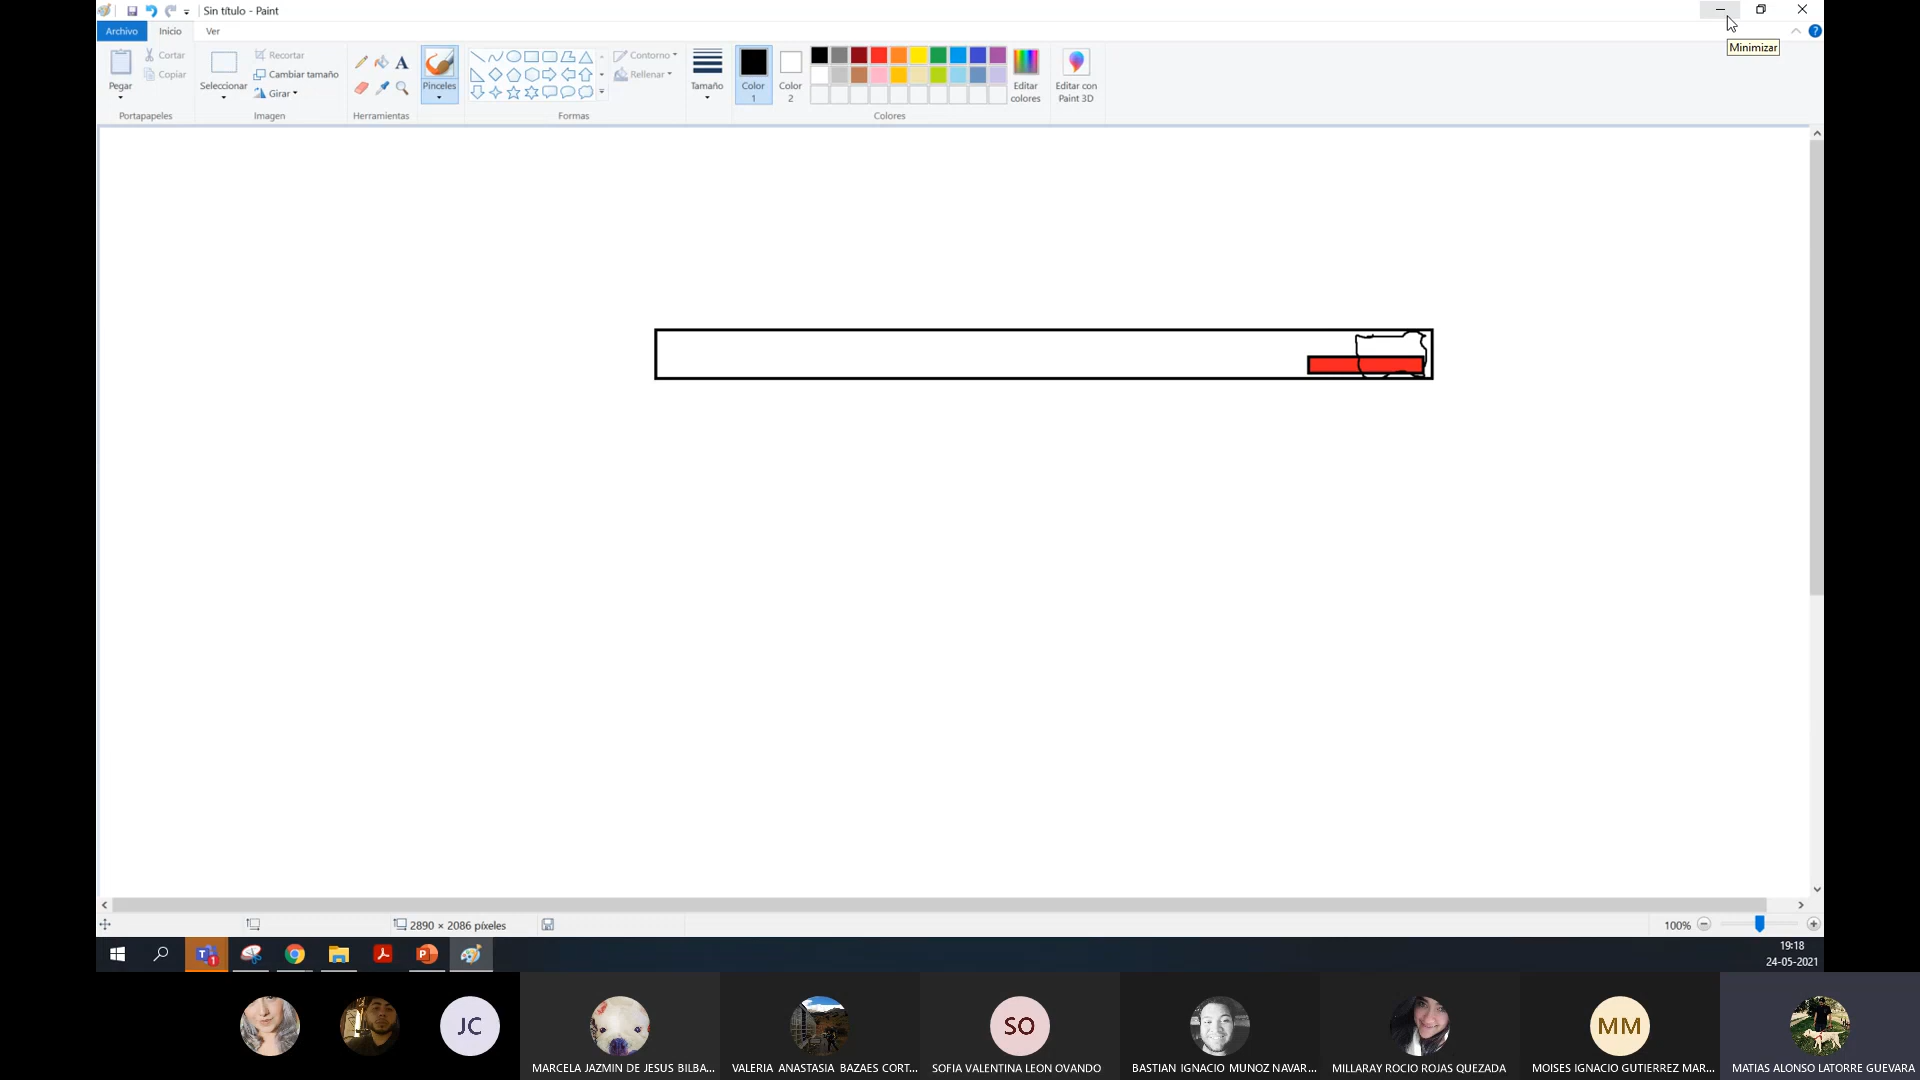 Sin título - Paint
Archivo Inicio Ver
Minimizar
Pegar
Cortar
Copiar
Portapapeles
Seleccionar
Recortar
Cambiar tamaño
Girar
Imagen
A
Herramientas
Pinceles
Contorno
Rellenar
Formas
Tamaño
Color
1
Color
2
Editar
colores
Colores
Editar con
Paint 3D
2890 × 2086 píxeles
100%
19:18
24-05-2021
JC
SO
MM
MARCELA JAZMIN DE JESUS BILBA... VALERIA ANASTASIA BAZAES CORT... SOFIA VALENTINA LEON OVANDO BASTIAN IGNACIO MUNOZ NAVAR... MILLARAY ROCIO ROJAS QUEZADA MOISES IGNACIO GUTIERREZ MAR... MATIAS ALONSO LATORRE GUEVARA